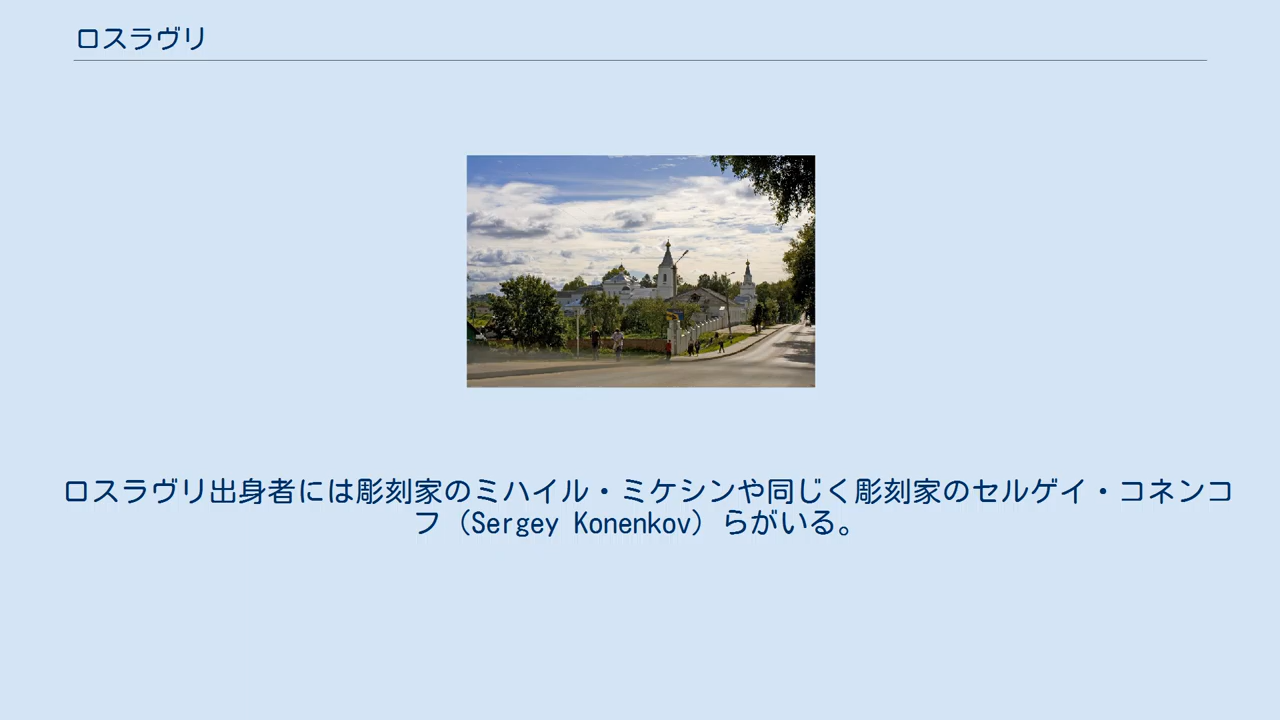 ロスラヴリ
ロスラヴリ出身者には彫刻家のミハイル・ミケシンや同じく彫刻家のセルゲイ・コネンコ
フ（Sergey Konenkov）らがいる。